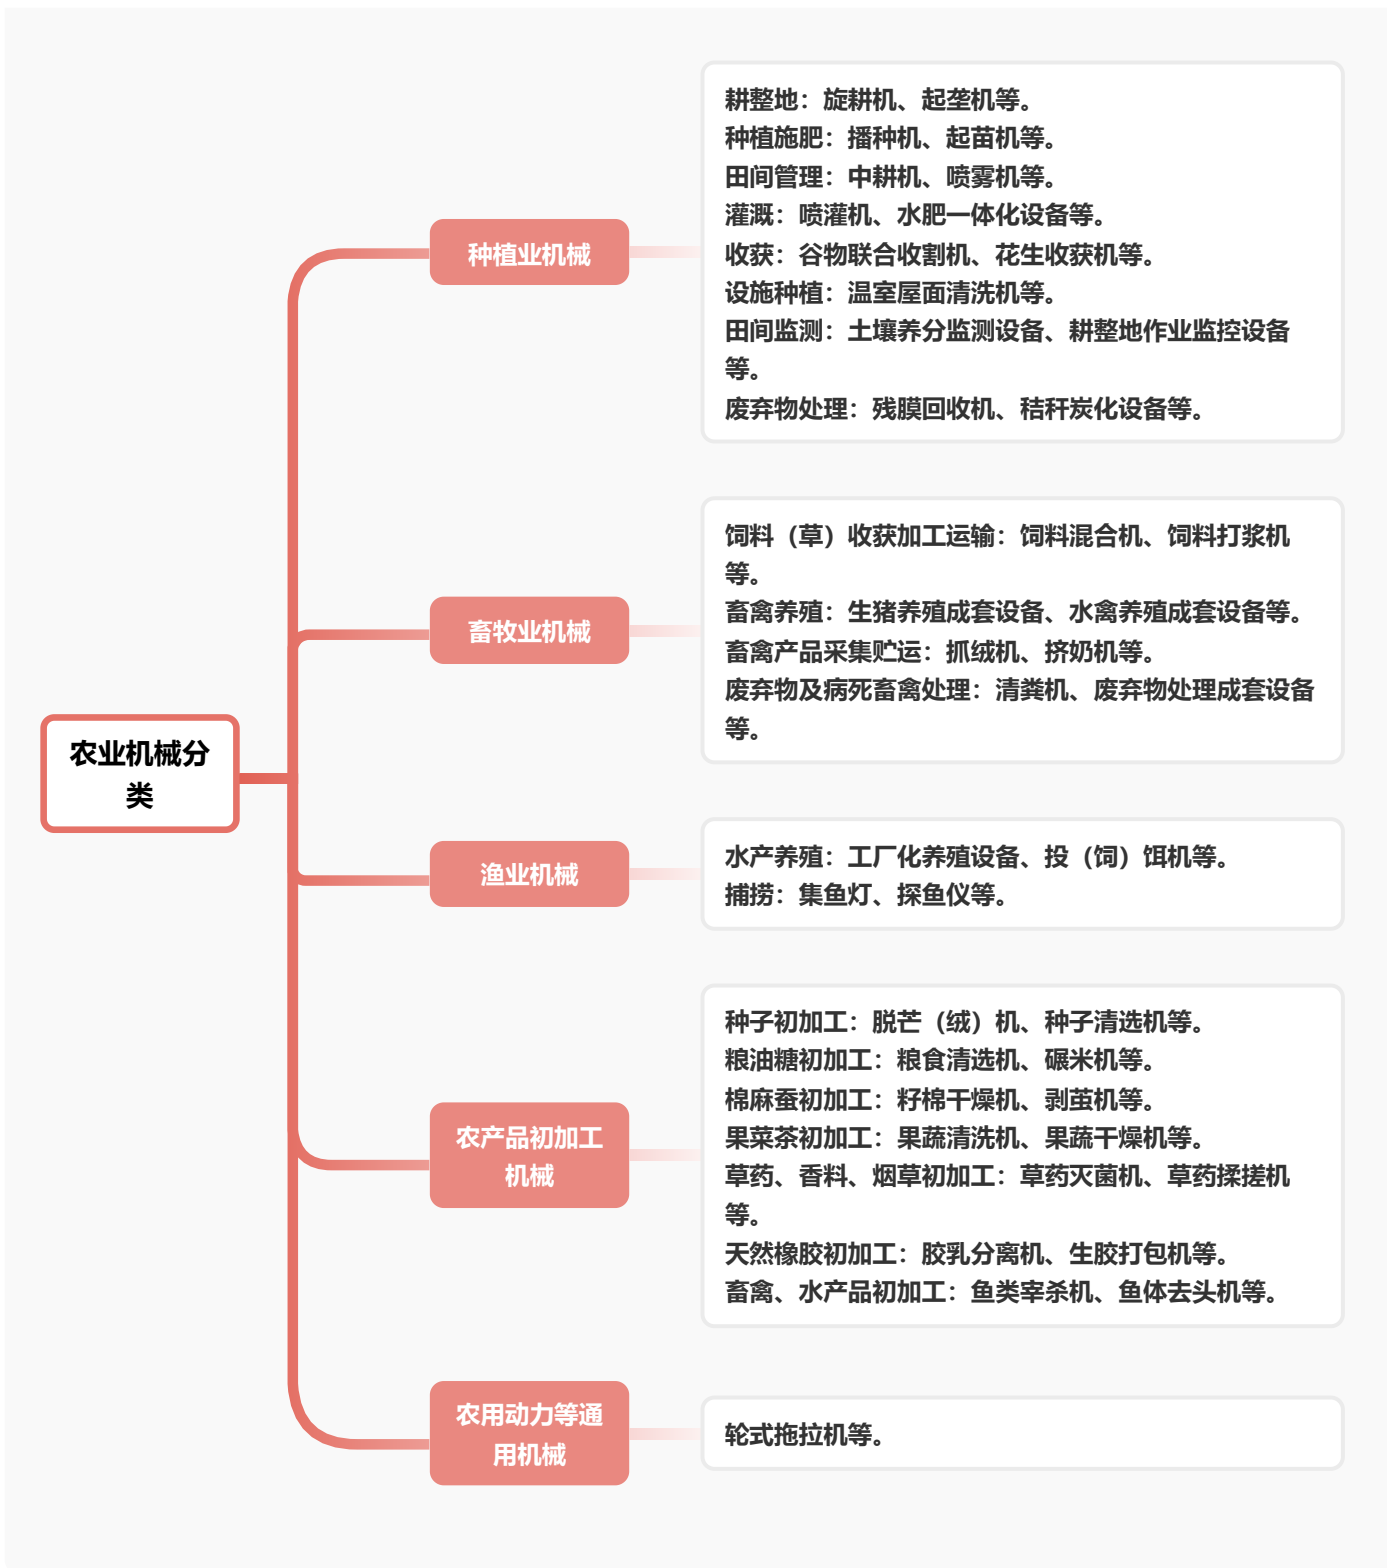 农业机械分
类
种植业机械
耕整地：旋耕机、起垄机等。
种植施肥：播种机、起苗机等。
田间管理：中耕机、喷雾机等。
灌溉：喷灌机、水肥一体化设备等。
收获：谷物联合收割机、花生收获机等。
设施种植：温室屋面清洗机等。
田间监测：土壤养分监测设备、耕整地作业监控设备
等。
废弃物处理：残膜回收机、秸秆炭化设备等。
畜牧业机械
饲料（草）收获加工运输：饲料混合机、饲料打浆机
等。
畜禽养殖：生猪养殖成套设备、水禽养殖成套设备等。
畜禽产品采集贮运：抓绒机、挤奶机等。
废弃物及病死畜禽处理：清粪机、废弃物处理成套设备
等。
渔业机械
水产养殖：工厂化养殖设备、投（饲）饵机等。
捕捞：集鱼灯、探鱼仪等。
农产品初加工
机械
种子初加工：脱芒（绒）机、种子清选机等。
粮油糖初加工：粮食清选机、碾米机等。
棉麻蚕初加工：籽棉干燥机、剥茧机等。
果菜茶初加工：果蔬清洗机、果蔬干燥机等。
草药、香料、烟草初加工：草药灭菌机、草药揉搓机
等。
天然橡胶初加工：胶乳分离机、生胶打包机等。
畜禽、水产品初加工：鱼类宰杀机、鱼体去头机等。
农用动力等通
用机械
轮式拖拉机等。